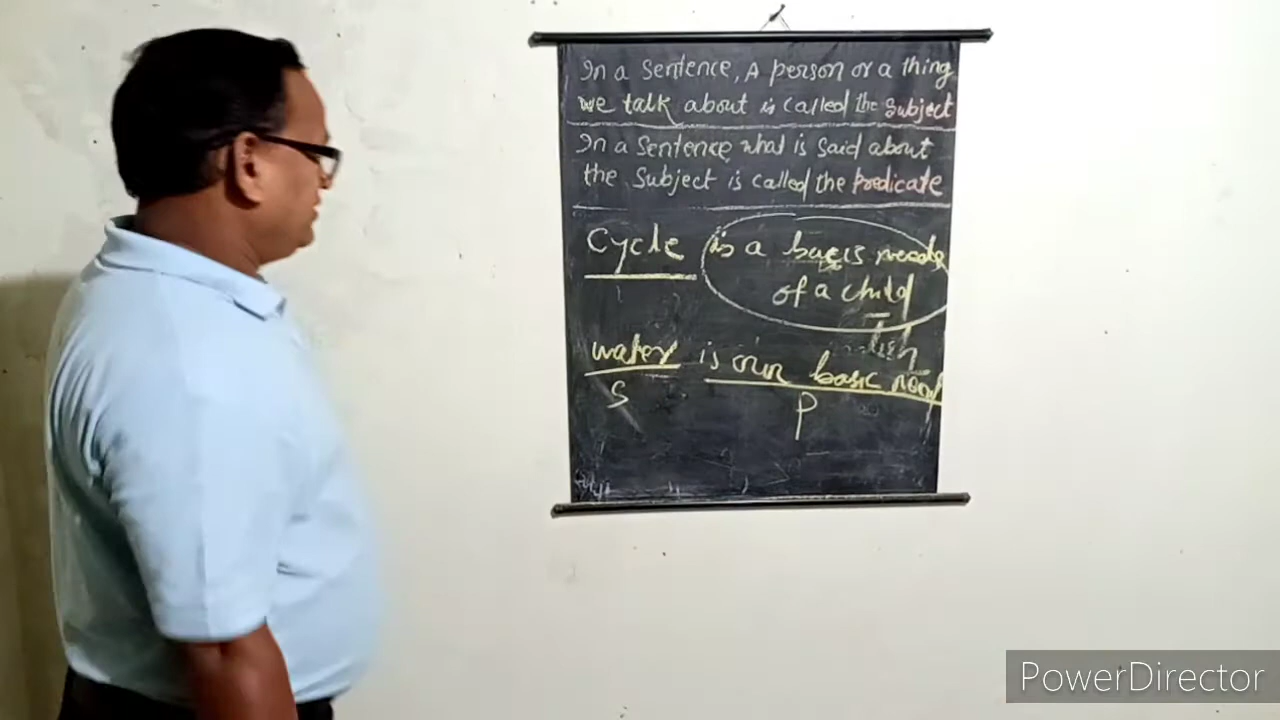 In a Sentence, A person or a thing
we talk about is called the Subject
In a Sentence what is said about
the Subject is called the Predicate
Cycle is a basis needs
of a child
water is our basic need
S P
PowerDirector